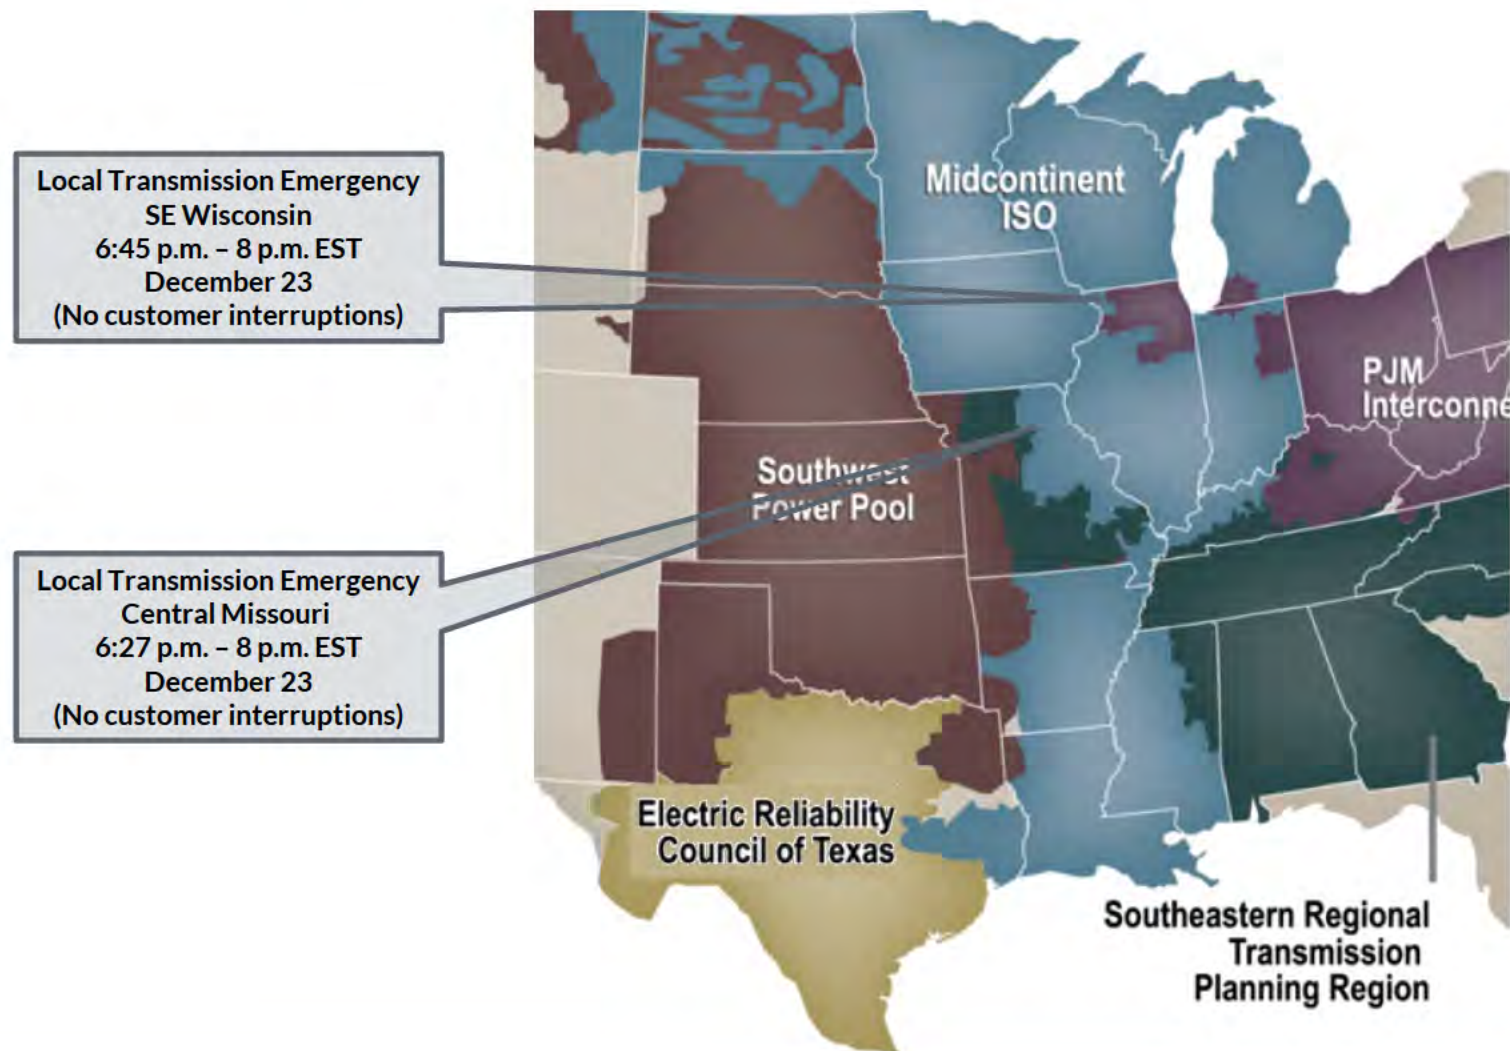 Local Transmission Emergency
SE Wisconsin
6:45 p.m. – 8 p.m. EST
December 23
(No customer interruptions)
Local Transmission Emergency
Central Missouri
6:27 p.m. – 8 p.m. EST
December 23
(No customer interruptions)
Midcontinent
ISO
PJM
Interconne
Southwest
Power Pool
Electric Reliability
Council of Texas
Southeastern Regional
Transmission
Planning Region